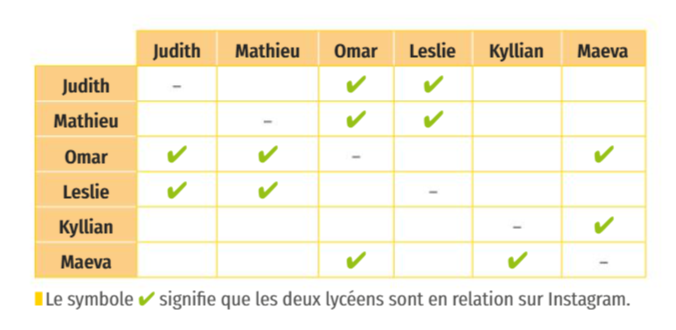 Judith Mathieu Omar Leslie Kyllian Maeva
Judith – ✔ ✔
Mathieu – ✔ ✔
Omar ✔ ✔ – ✔
Leslie ✔ ✔ –
Kyllian – ✔
Maeva ✔ ✔ –
Le symbole ✔ signifie que les deux lycéens sont en relation sur Instagram.